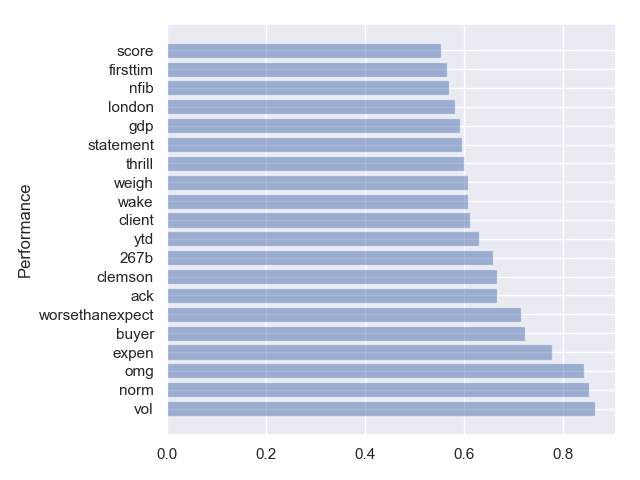 score
firsttim
nfib
london
gdp
statement
thrill
weigh
wake
client
ytd
267b
clemson
ack
worsethanexpect
buyer
expen
omg
norm
vol
Performance
0.0 0.2 0.4 0.6 0.8